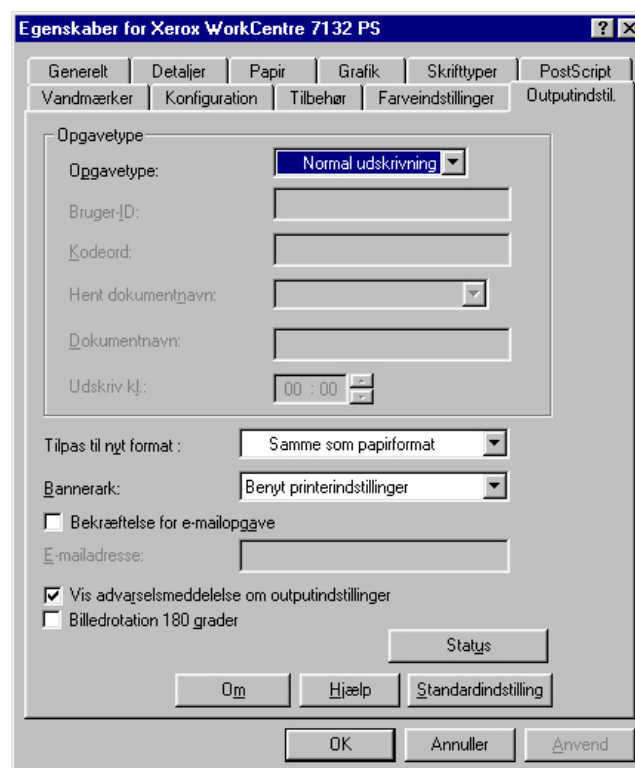 Egenskaber for Xerox WorkCentre 7132 PS
Generelt Detaljer Papir Grafik Skrifttyper PostScript
Vandmærker Konfiguration Tilbehør Farveindstillinger Outputindstil.
Opgavetype
Opgavetype: Normal udskrivning
Bruger-ID:
Kodeord:
Hent dokumentnavn:
Dokumentnavn:
Udskriv kl.: 00 : 00
Tilpas til nyt format : Samme som papirformat
Bannerark: Benyt printerindstillinger
Bekræftelse for e-mailopgave
E-mailadresse:
Vis advarselsmeddelelse om outputindstillinger
Billedrotation 180 grader
Status
Om Hjælp Standardindstilling
OK Annuller Anvend